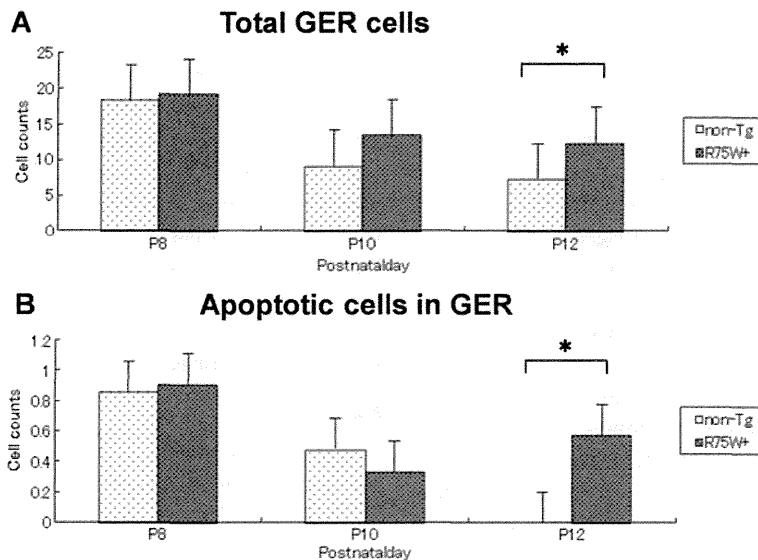 A Total GER cells
*
25
20
15
10
5
0
Cell counts
P8 P10 P12
Postnatalday
non-Tg
R75W+
B Apoptotic cells in GER
*
1.2
1
0.8
0.6
0.4
0.2
0
Cell counts
P8 P10 P12
Postnatalday
non-Tg
R75W+